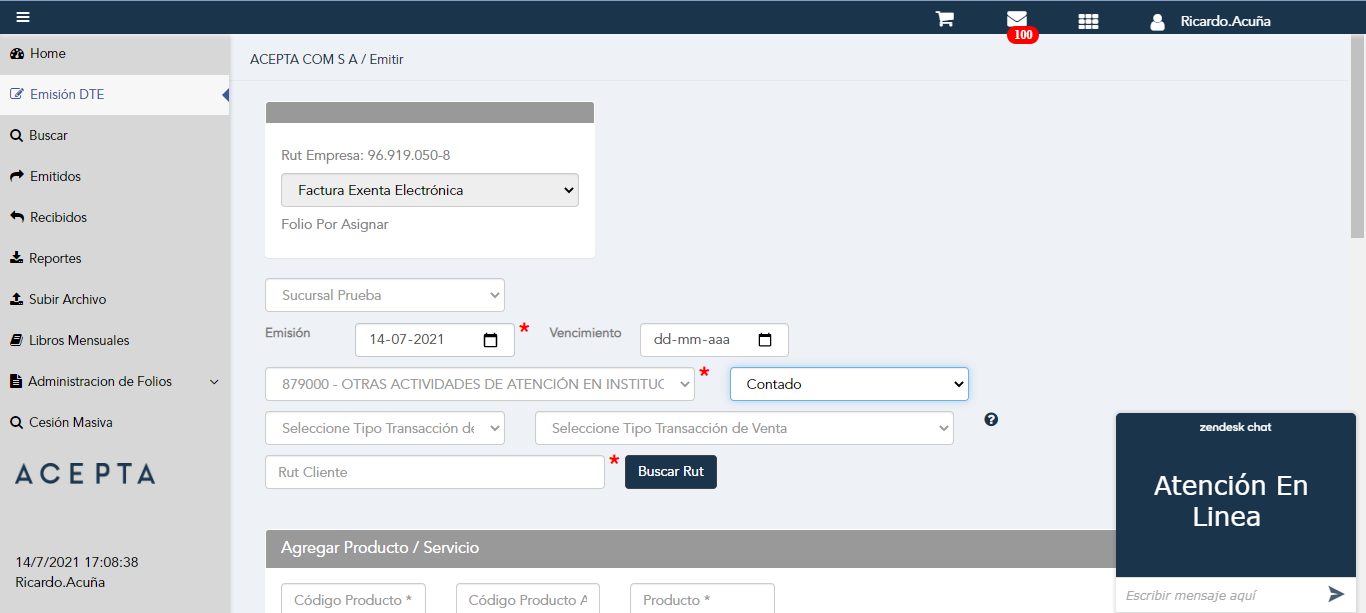 100
Ricardo.Acuña
Home
Emisión DTE
Buscar
Emitidos
Recibidos
Reportes
Subir Archivo
Libros Mensuales
Administracion de Folios
Cesión Masiva
ACEPTA
14/7/2021 17:08:38
Ricardo.Acuña
ACEPTA COM S A / Emitir
Rut Empresa: 96.919.050-8
Factura Exenta Electrónica
Folio Por Asignar
Sucursal Prueba
Emisión 14-07-2021 * Vencimiento dd-mm-aaa
879000 - OTRAS ACTIVIDADES DE ATENCIÓN EN INSTITUC * Contado
Seleccione Tipo Transacción de Seleccione Tipo Transacción de Venta ?
Rut Cliente * Buscar Rut
Agregar Producto / Servicio
Código Producto * Código Producto A Producto *
zendesk chat
Atención En
Linea
Escribir mensaje aquí